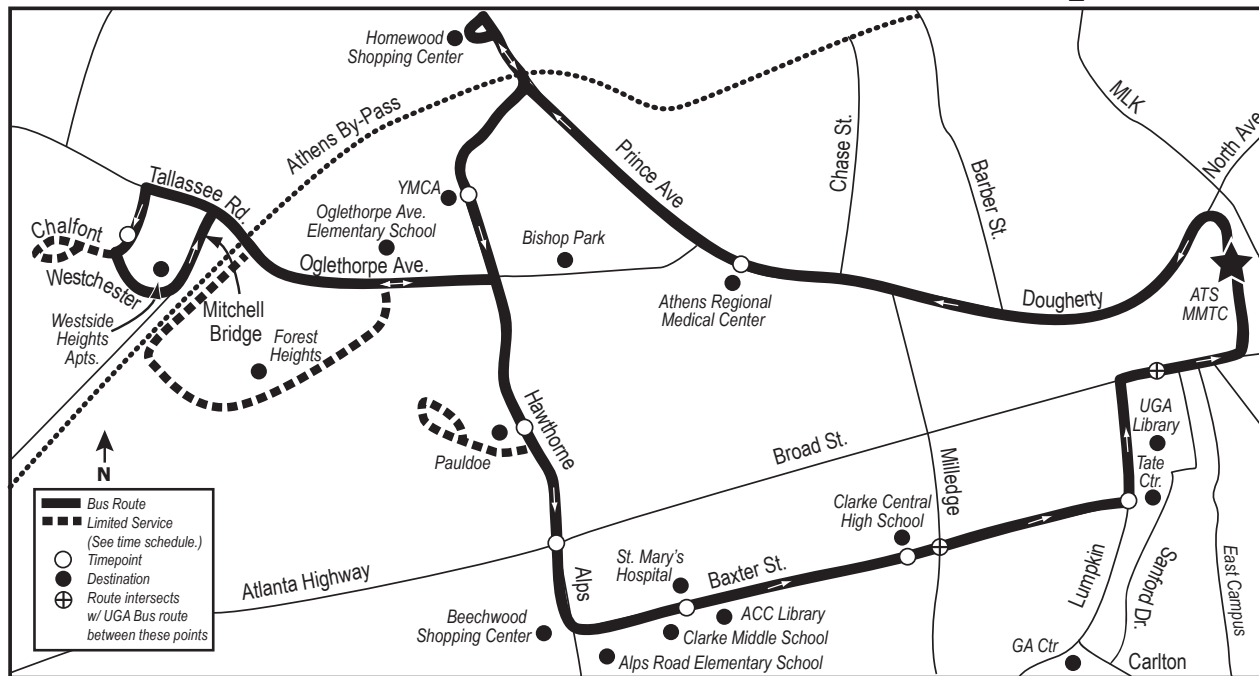 Homewood
Shopping Center
Athens By-Pass
Prince Ave
Chase St.
Barber St.
MLK
North Ave
Tallassee Rd.
YMCA
Oglethorpe Ave.
Elementary School
Bishop Park
Chalfont
Oglethorpe Ave.
Westchester
Athens Regional
Medical Center
Dougherty
ATS
MMTC
Westside
Heights
Apts.
Mitchell
Bridge
Forest
Heights
Hawthorne
Pauldoe
Broad St.
Milledge
UGA
Library
Tate
Ctr.
N
Clarke Central
High School
Bus Route
Limited Service
(See time schedule.)
Timepoint
Destination
Route intersects
w/ UGA Bus route
between these points
Atlanta Highway
Alps
St. Mary's
Hospital
Baxter St.
Beechwood
Shopping Center
ACC Library
Clarke Middle School
Alps Road Elementary School
Lumpkin
Sanford Dr.
East Campus
GA Ctr
Carlton